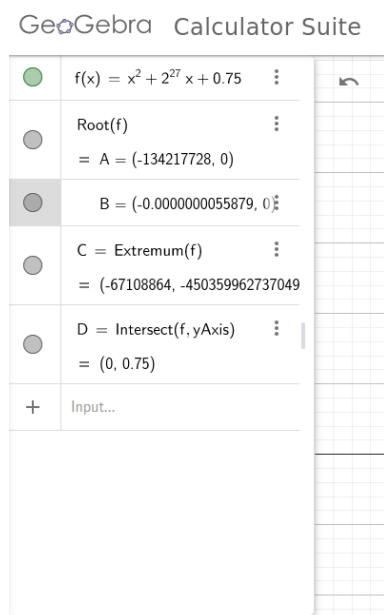 GeoGebra Calculator Suite
f(x) = x² + 2²⁷ x + 0.75
Root(f)
= A = (-134217728, 0)
B = (-0.0000000055879, 0)
C = Extremum(f)
= (-67108864, -450359962737049
D = Intersect(f, yAxis)
= (0, 0.75)
+ Input...